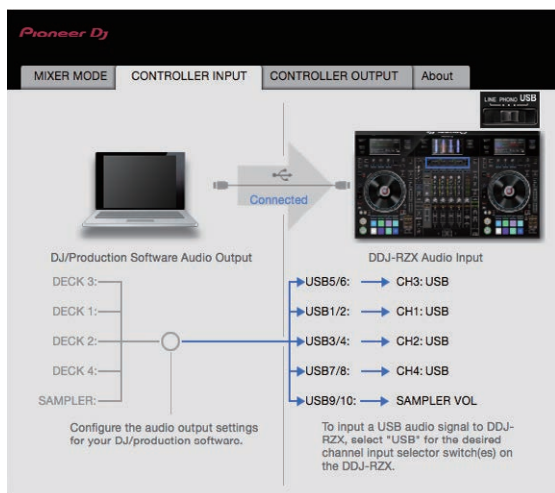 Pioneer Dj
MIXER MODE CONTROLLER INPUT CONTROLLER OUTPUT About
LINE PHONO USB
Connected
DJ/Production Software Audio Output
DDJ-RZX Audio Input
DECK 3: USB5/6: CH3: USB
DECK 1: USB1/2: CH1: USB
DECK 2: USB3/4: CH2: USB
DECK 4: USB7/8: CH4: USB
SAMPLER: USB9/10: SAMPLER VOL
Configure the audio output settings
for your DJ/production software.
To input a USB audio signal to DDJ-
RZX, select "USB" for the desired
channel input selector switch(es) on
the DDJ-RZX.